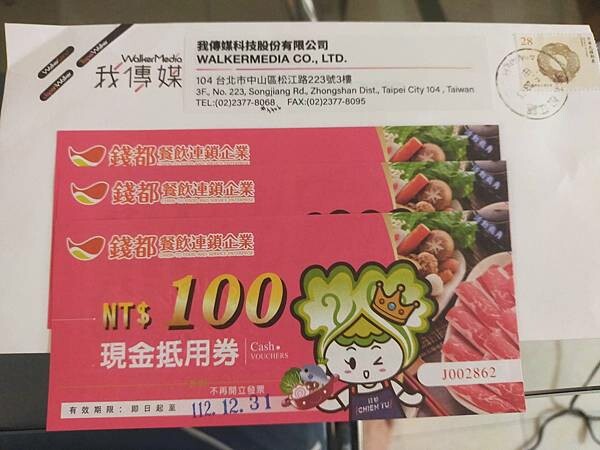 WalkerMedia
我傳媒
我傳媒科技股份有限公司
WALKERMEDIA CO., LTD.
104 台北市中山區松江路223號3樓
3F., No. 223, Songjiang Rd., Zhongshan Dist., Taipei City 104 , Taiwan
TEL:(02)2377-8068 FAX:(02)2377-8095
28
錢都 餐飲連鎖企業
錢都 餐飲連鎖企業
錢都 餐飲連鎖企業
NT$ 100
現金抵用券
Cash
VOUCHERS
不再開立發票
有效期限：即日起至 112.12.31
錢都
CHIEN TU
J002862